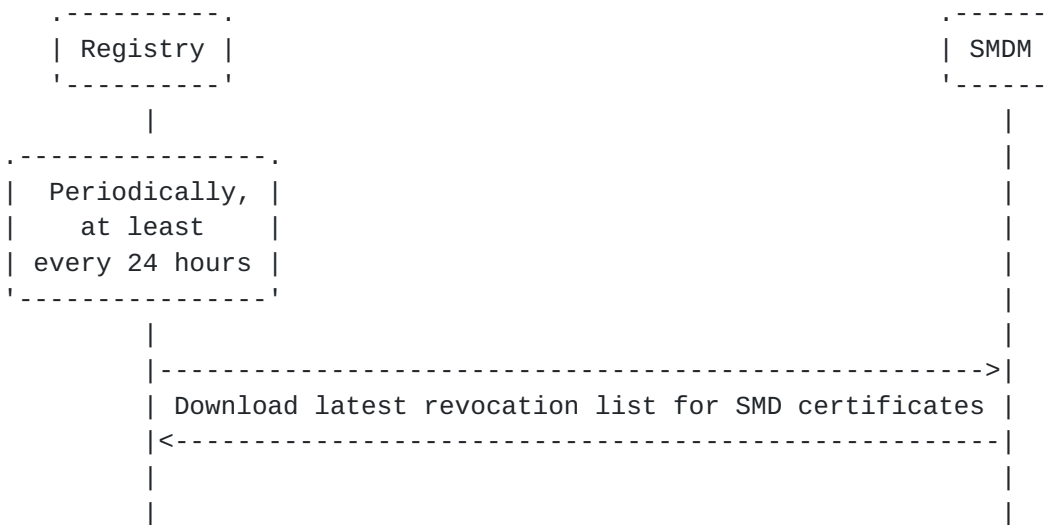 Registry
SMDM
Periodically,
at least
every 24 hours
Download latest revocation list for SMD certificates